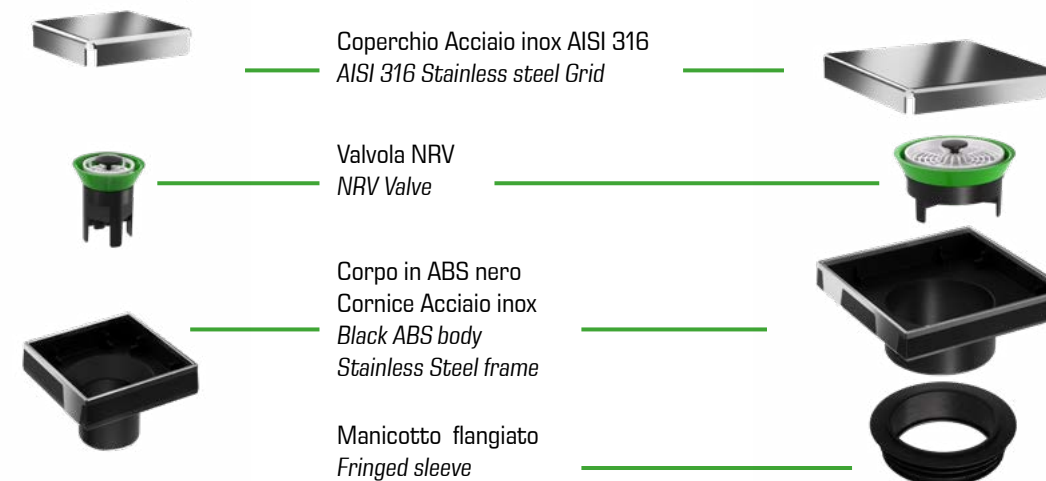 Coperchio Acciaio inox AISI 316
AISI 316 Stainless steel Grid
Valvola NRV
NRV Valve
Corpo in ABS nero
Cornice Acciaio inox
Black ABS body
Stainless Steel frame
Manicotto flangiato
Fringed sleeve